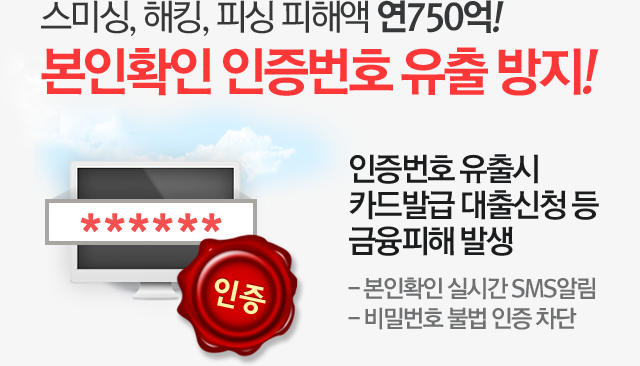 스미싱, 해킹, 피싱 피해액 연750억!
본인확인 인증번호 유출 방지!
인증번호 유출시
카드발급 대출신청 등
금융피해 발생
******
인증
- 본인확인 실시간 SMS알림
- 비밀번호 불법 인증 차단